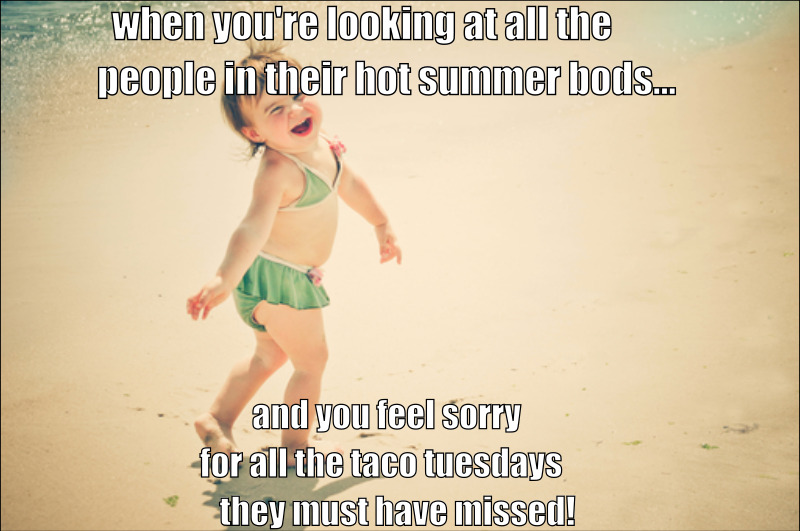 when you're looking at all the
people in their hot summer bods...
and you feel sorry
for all the taco tuesdays
they must have missed!